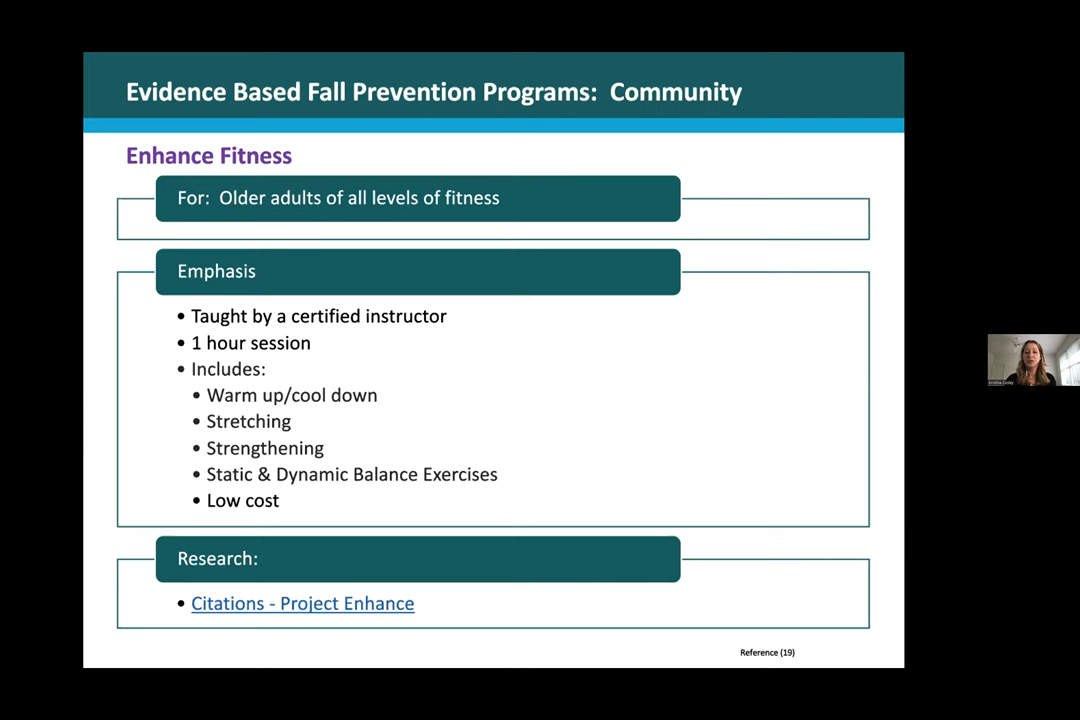 Evidence Based Fall Prevention Programs: Community
Enhance Fitness
For: Older adults of all levels of fitness
Emphasis
• Taught by a certified instructor
• 1 hour session
• Includes:
• Warm up/cool down
• Stretching
• Strengthening
• Static & Dynamic Balance Exercises
• Low cost
Research:
• Citations - Project Enhance
Reference (19)